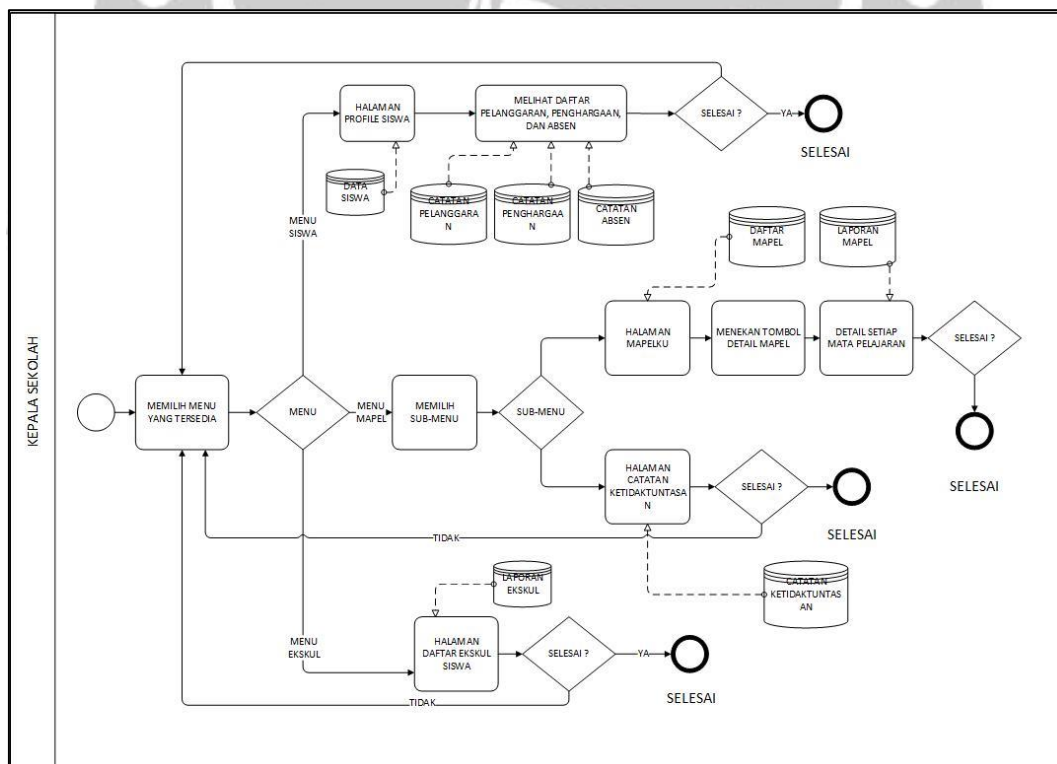 KEPALA SEKOLAH
HALAMAN
PROFILE SISWA
MELIHAT DAFTAR
PELANGGARAN, PENGHARGAAN,
DAN ABSEN
SELESAI ?
YA
SELESAI
DATA
SISWA
CATATAN
PELANGGARA
N
CATATAN
PENGHARGAA
N
CATATAN
ABSEN
MENU
SISWA
DAFTAR
MAPEL
LAPORAN
MAPEL
HALAMAN
MAPELKU
MENEKAN TOMBOL
DETAIL MAPEL
DETAIL SETIAP
MATA PELAJARAN
SELESAI ?
SELESAI
MEMILIH MENU
YANG TERSEDIA
MENU
MENU
MAPEL
MEMILIH
SUB-MENU
SUB-MENU
HALAMAN
CATATAN
KETIDAKTUNTASA
N
SELESAI ?
SELESAI
TIDAK
CATATAN
KETIDAKTUNTAS
AN
LAPORAN
EKSKUL
MENU
EKSKUL
HALAMAN
DAFTAR EKSKUL
SISWA
SELESAI ?
YA
SELESAI
TIDAK